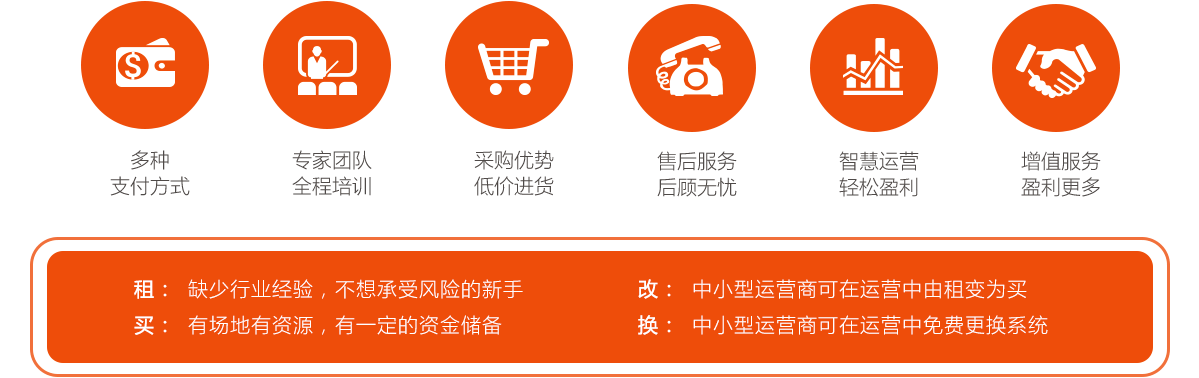 多种
支付方式
专家团队
全程培训
采购优势
低价进货
售后服务
后顾无忧
智慧运营
轻松盈利
增值服务
盈利更多
租： 缺少行业经验，不想承受风险的新手
买： 有场地有资源，有一定的资金储备
改： 中小型运营商可在运营中由租变为买
换： 中小型运营商可在运营中免费更换系统